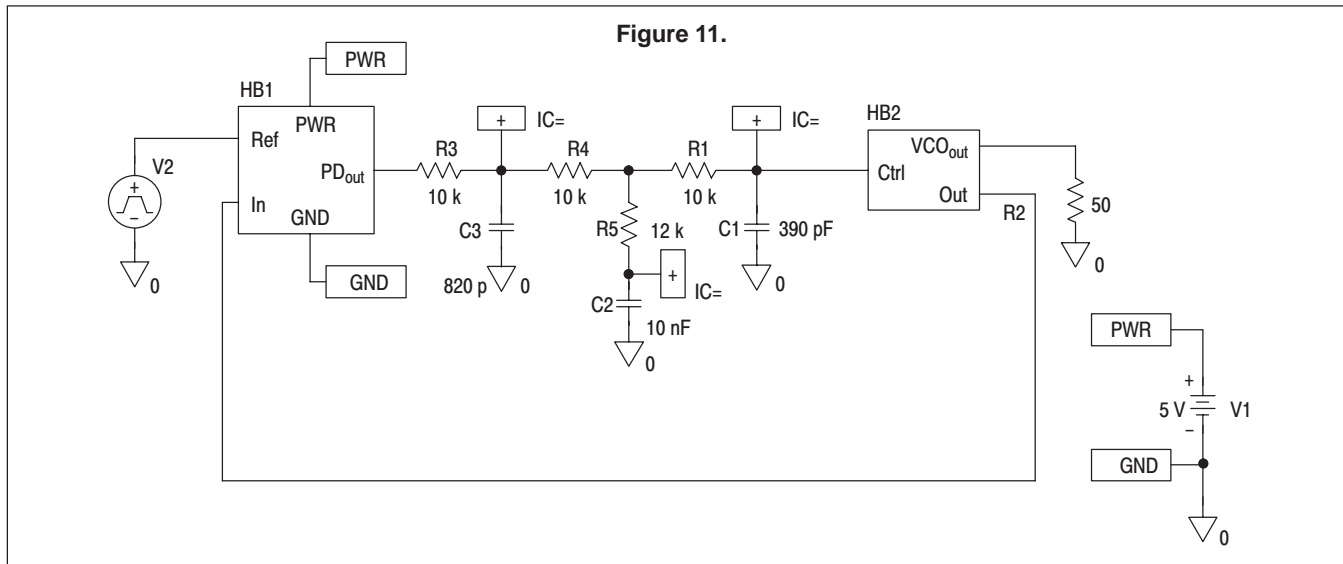 Figure 11.
PWR
HB1
PWR
Ref
PDout
In
GND
V2
+
−
0
GND
R3
10 k
+
IC=
R4
10 k
R1
10 k
+
IC=
HB2
VCOout
Ctrl
Out
R2
50
0
C3
820 p
0
R5
12 k
+
IC=
C2
10 nF
0
C1
390 pF
0
PWR
+
5 V
−
V1
GND
0